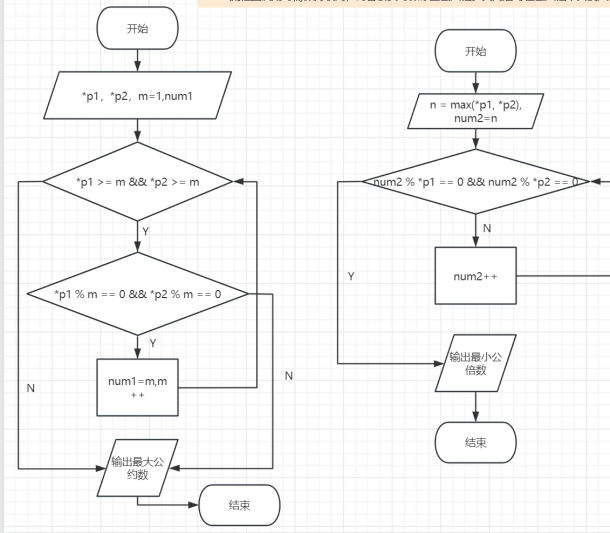 开始
*p1，*p2，m=1,num1
*p1 >= m && *p2 >= m
Y
*p1 % m == 0 && *p2 % m == 0
Y
num1=m,m
++
N
N
输出最大公
约数
结束
开始
n = max(*p1, *p2),
num2=n
num2 % *p1 == 0 && num2 % *p2 == 0
N
Y
num2++
输出最小公
倍数
结束